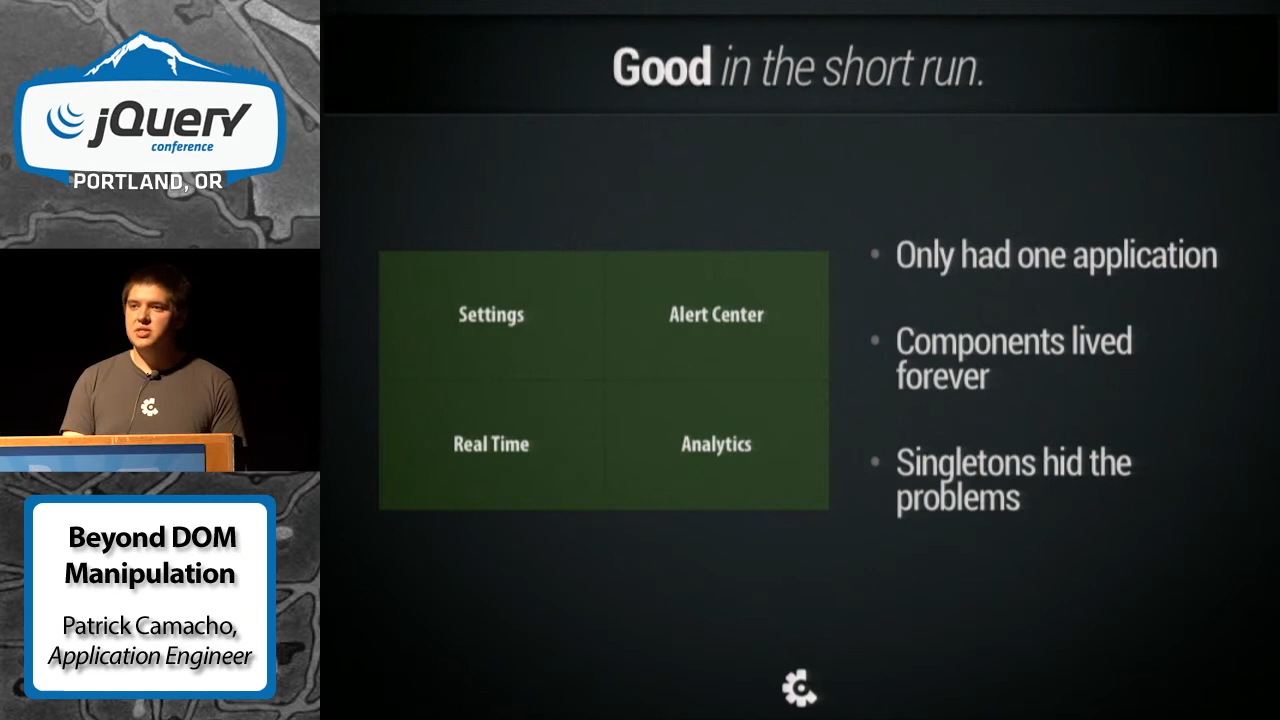 jQuery
conference
PORTLAND, OR
Beyond DOM
Manipulation
Patrick Camacho,
Application Engineer
Good in the short run.
Settings
Alert Center
Real Time
Analytics
• Only had one application
• Components lived
forever
• Singletons hid the
problems